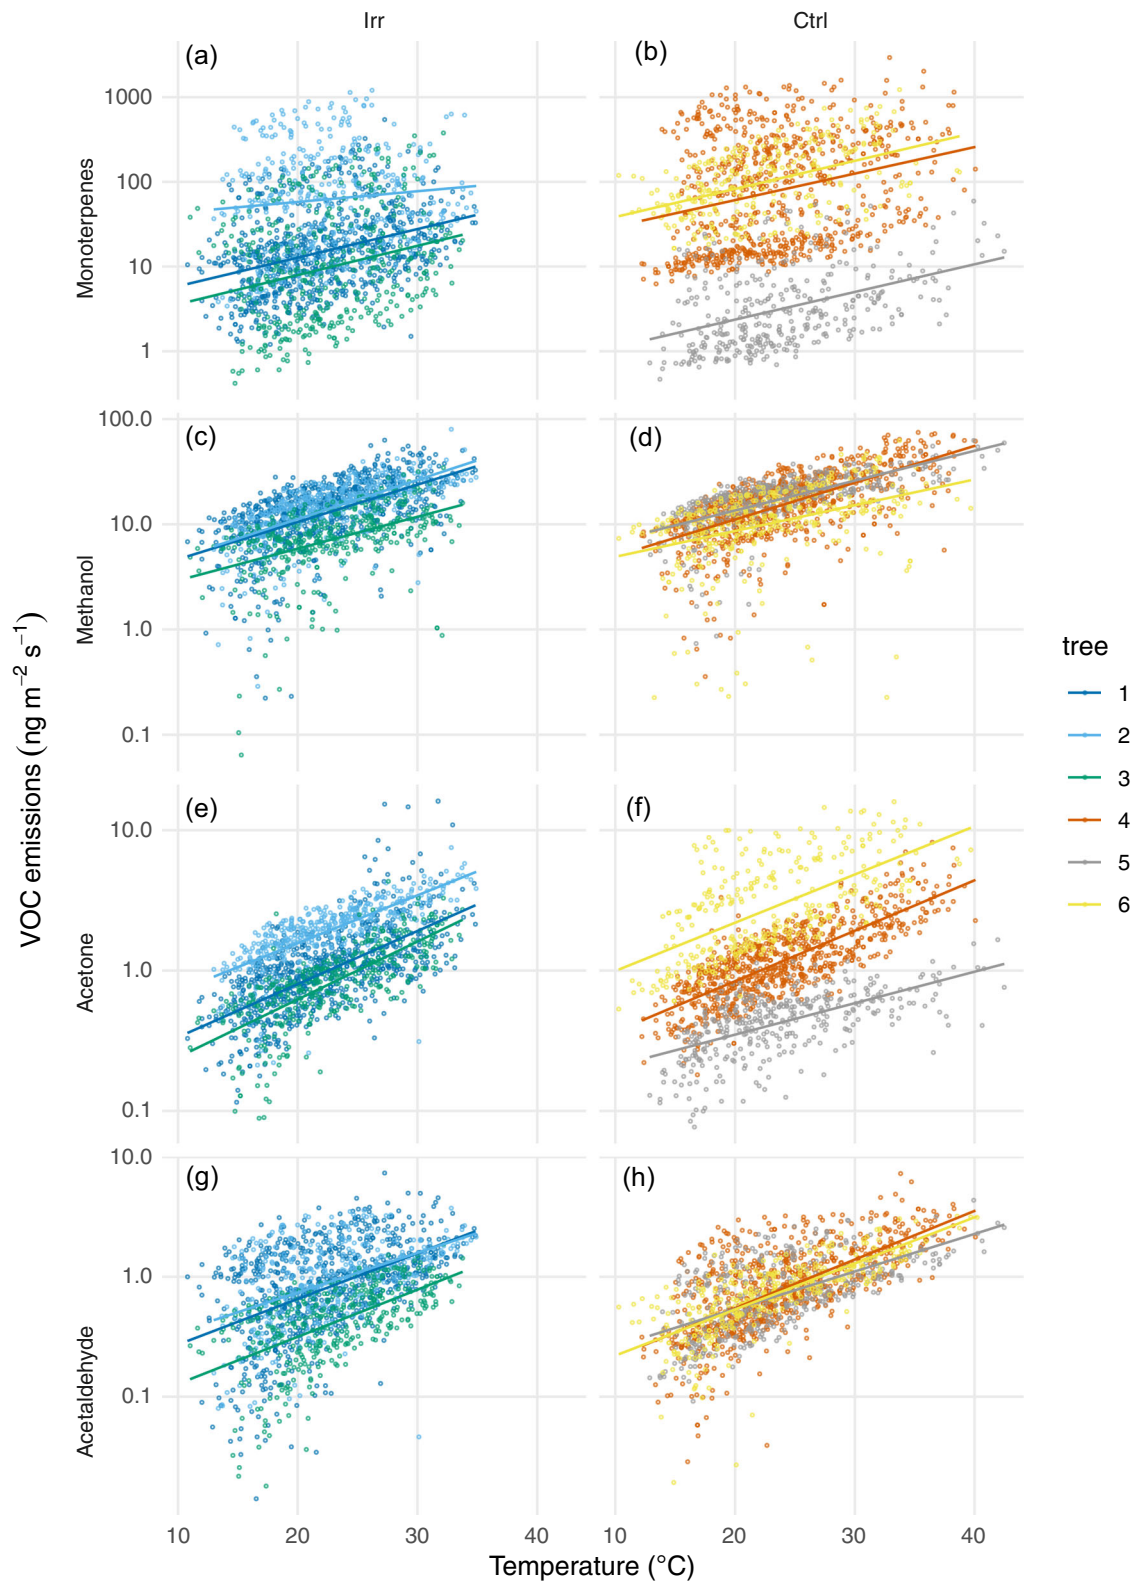 Irr Ctrl
(a) (b)
1000
100
10
1
Monoterpenes
(c) (d)
100.0
10.0
1.0
0.1
Methanol
(e) (f)
10.0
1.0
0.1
Acetone
(g) (h)
10.0
1.0
0.1
Acetaldehyde
VOC emissions (ng m⁻² s⁻¹)
10 20 30 40 10 20 30 40
Temperature (°C)
tree
1
2
3
4
5
6